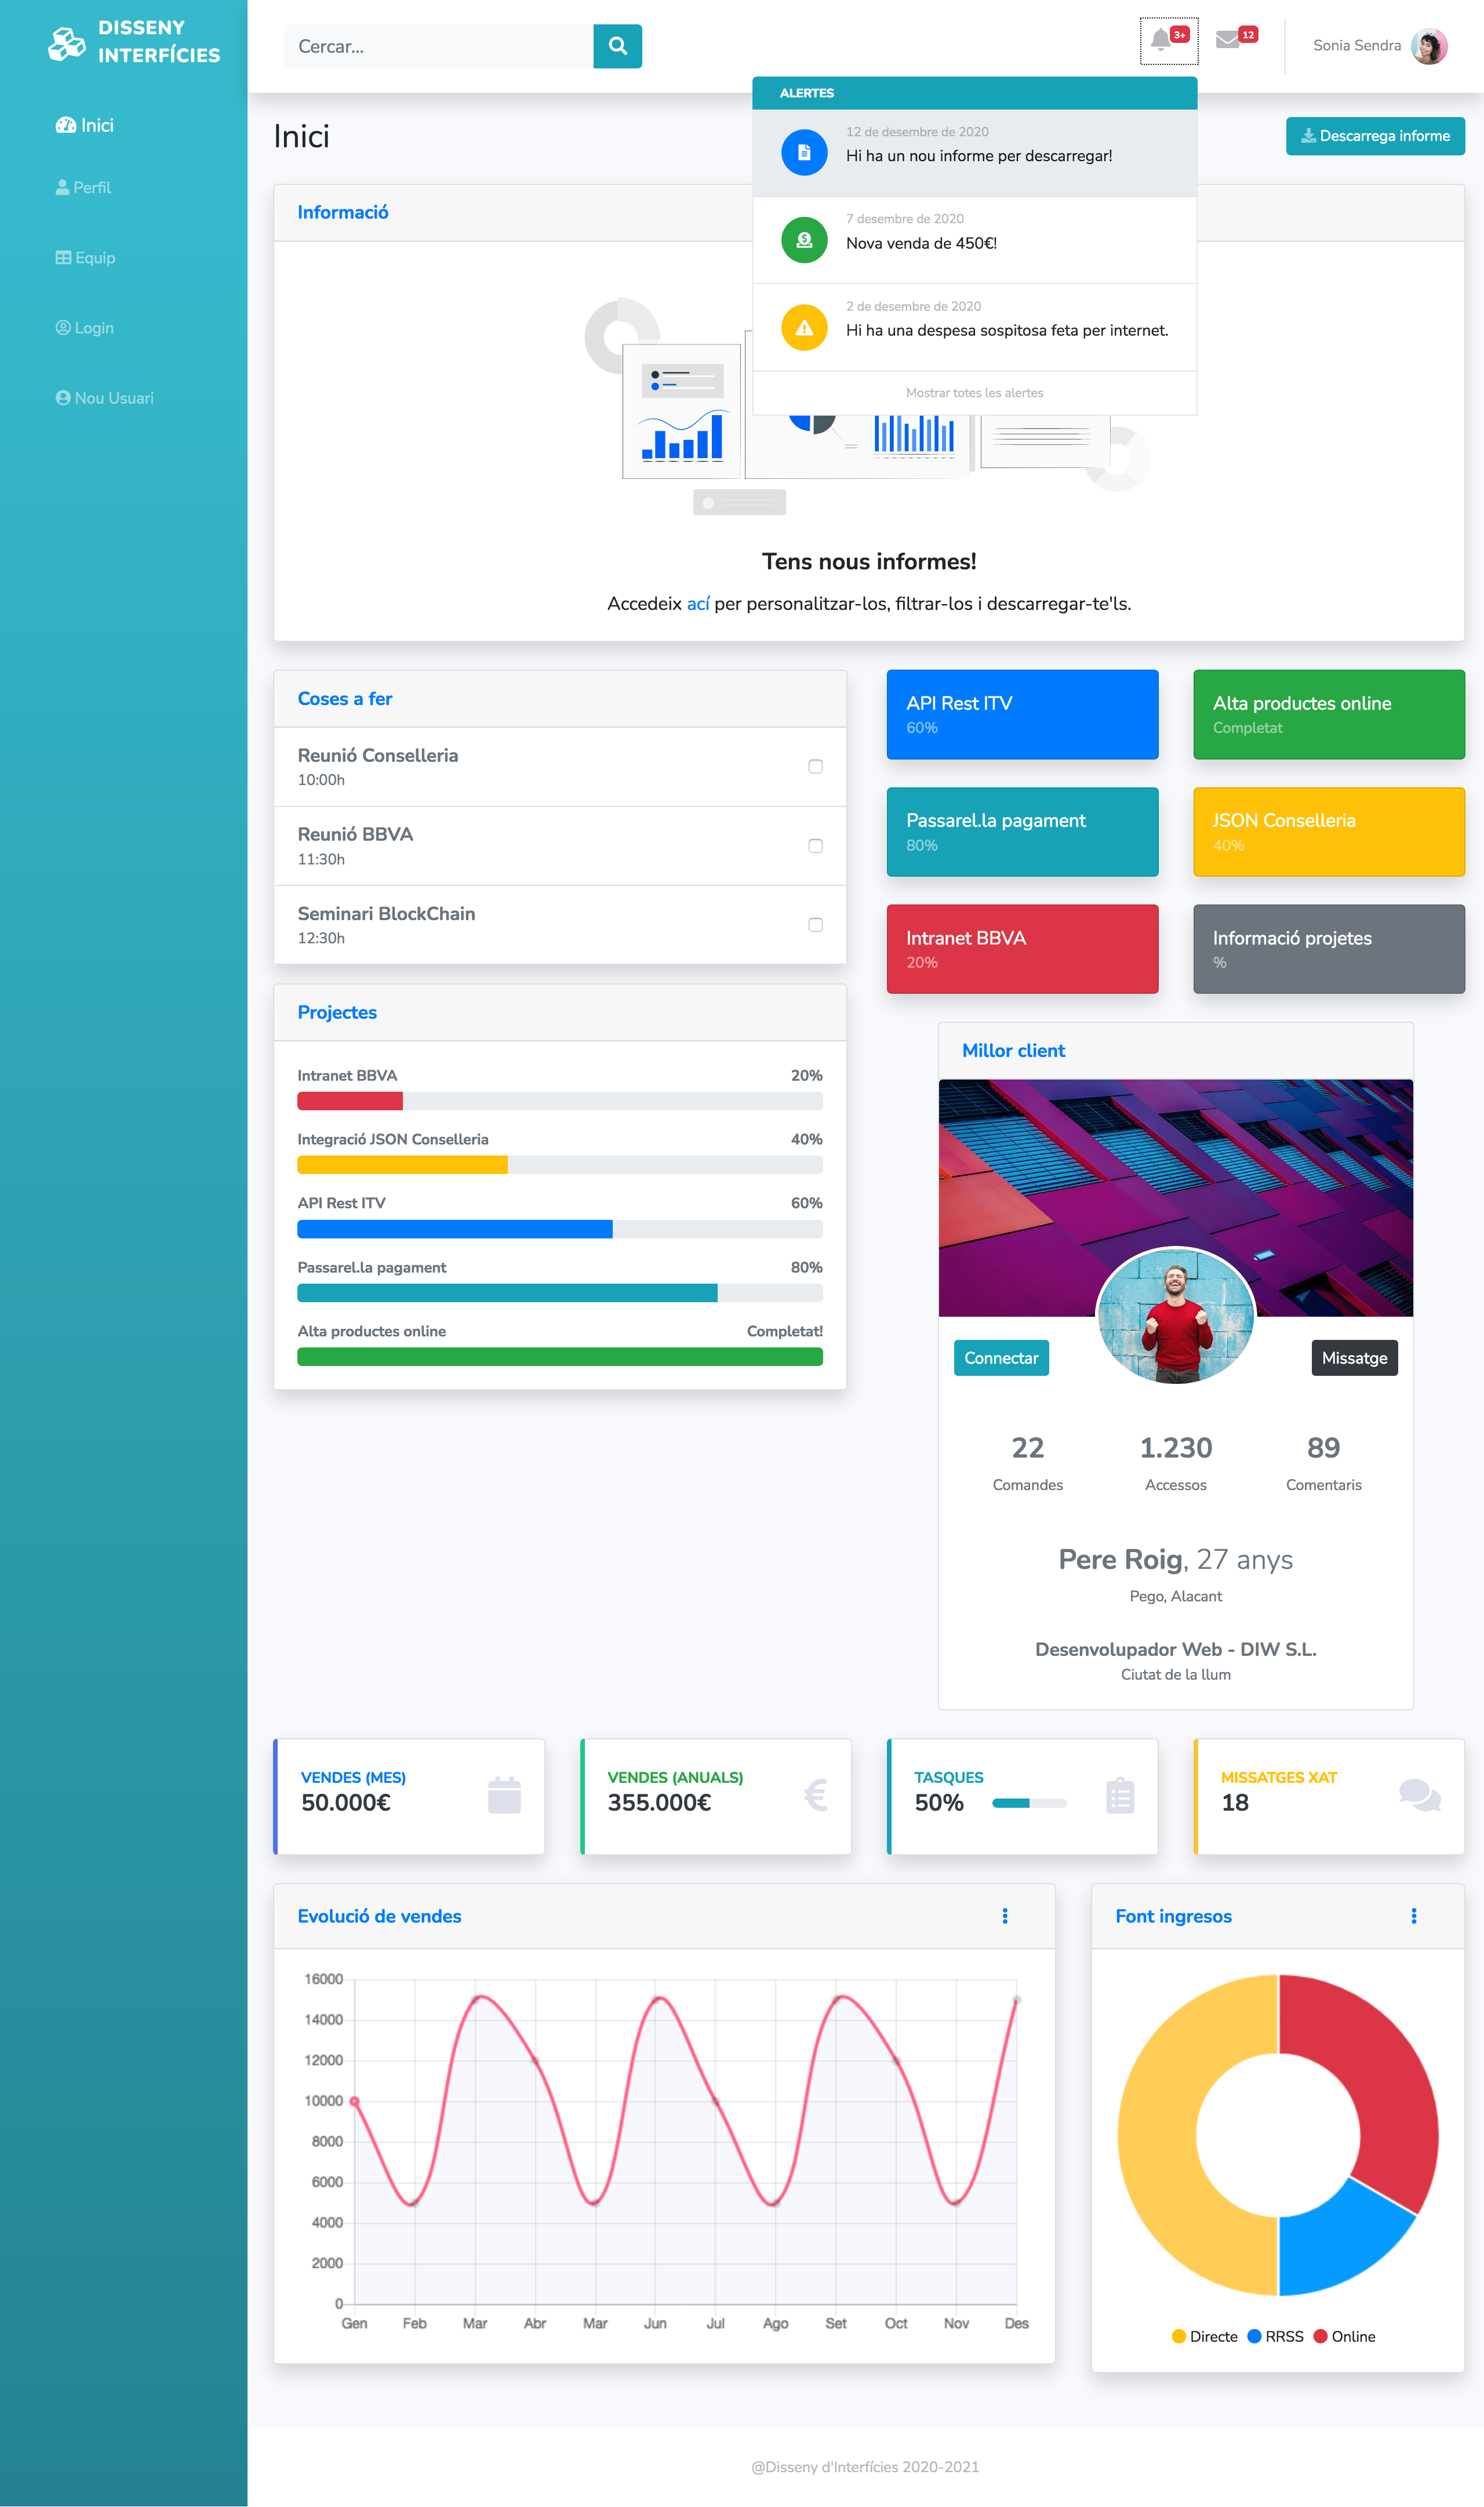 DISSENY
INTERFÍCIES
Inici
Perfil
Equip
Login
Nou Usuari
Cercar...
3+
12
Sonia Sendra
ALERTES
12 de desembre de 2020
Hi ha un nou informe per descarregar!
7 desembre de 2020
Nova venda de 450€!
2 de desembre de 2020
Hi ha una despesa sospitosa feta per internet.
Mostrar totes les alertes
Inici
Descarrega informe
Informació
Tens nous informes!
Accedeix ací per personalitzar-los, filtrar-los i descarregar-te'ls.
Coses a fer
Reunió Conselleria
10:00h
Reunió BBVA
11:30h
Seminari BlockChain
12:30h
Projectes
Intranet BBVA 20%
Integració JSON Conselleria 40%
API Rest ITV 60%
Passarel.la pagament 80%
Alta productes online Completat!
API Rest ITV
60%
Alta productes online
Completat
Passarel.la pagament
80%
JSON Conselleria
40%
Intranet BBVA
20%
Informació projetes
%
Millor client
Connectar
Missatge
22
Comandes
1.230
Accessos
89
Comentaris
Pere Roig, 27 anys
Pego, Alacant
Desenvolupador Web - DIW S.L.
Ciutat de la llum
VENDES (MES)
50.000€
VENDES (ANUALS)
355.000€
€
TASQUES
50%
MISSATGES XAT
18
Evolució de vendes
16000
14000
12000
10000
8000
6000
4000
2000
0
Gen Feb Mar Abr Mar Jun Jul Ago Set Oct Nov Des
Font ingresos
Directe RRSS Online
@Disseny d'Interfícies 2020-2021